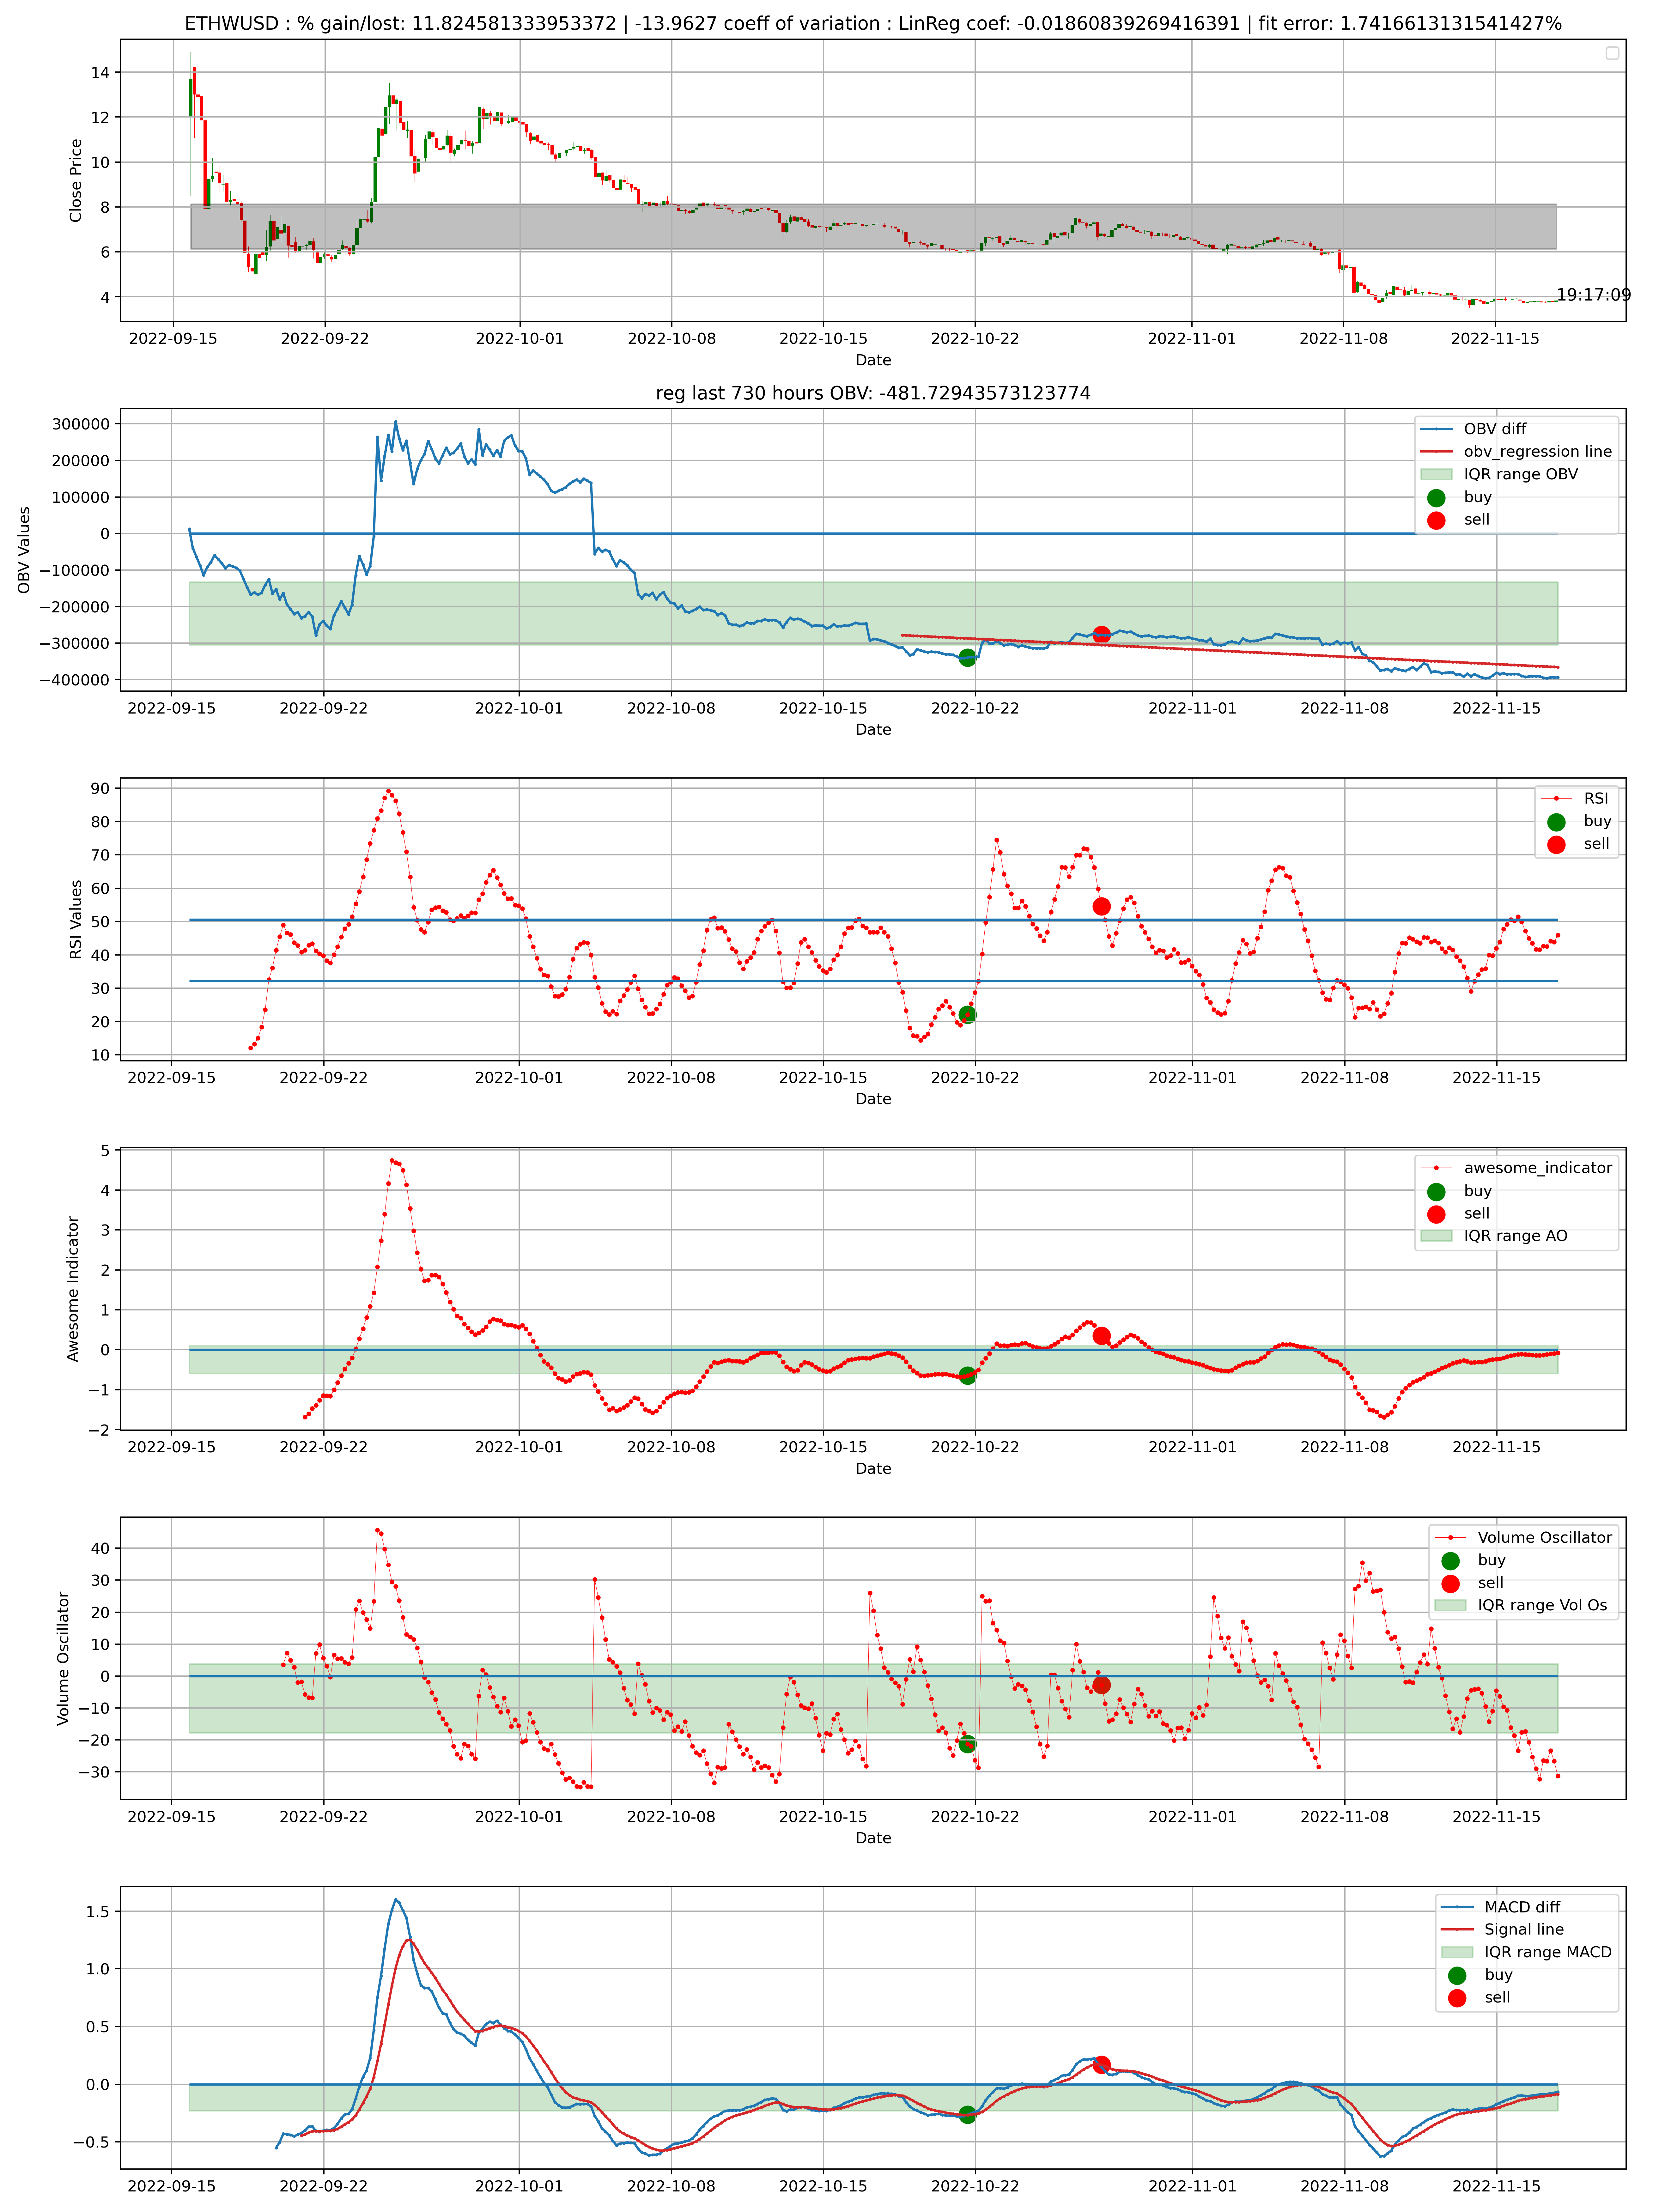 ETHWUSD : % gain/lost: 11.824581333953372 | -13.9627 coeff of variation : LinReg coef: -0.01860839269416391 | fit error: 1.7416613131541427%
14
12
10
8
6
4
Close Price
19:17:09
2022-09-15 2022-09-22 2022-10-01 2022-10-08 2022-10-15 2022-10-22 2022-11-01 2022-11-08 2022-11-15
Date
reg last 730 hours OBV: -481.72943573123774
300000
200000
100000
0
−100000
−200000
−300000
−400000
OBV Values
OBV diff
obv_regression line
IQR range OBV
buy
sell
2022-09-15 2022-09-22 2022-10-01 2022-10-08 2022-10-15 2022-10-22 2022-11-01 2022-11-08 2022-11-15
Date
90
80
70
60
50
40
30
20
10
RSI Values
RSI
buy
sell
2022-09-15 2022-09-22 2022-10-01 2022-10-08 2022-10-15 2022-10-22 2022-11-01 2022-11-08 2022-11-15
Date
5
4
3
2
1
0
−1
−2
Awesome Indicator
awesome_indicator
buy
sell
IQR range AO
2022-09-15 2022-09-22 2022-10-01 2022-10-08 2022-10-15 2022-10-22 2022-11-01 2022-11-08 2022-11-15
Date
40
30
20
10
0
−10
−20
−30
Volume Oscillator
Volume Oscillator
buy
sell
IQR range Vol Os
2022-09-15 2022-09-22 2022-10-01 2022-10-08 2022-10-15 2022-10-22 2022-11-01 2022-11-08 2022-11-15
Date
1.5
1.0
0.5
0.0
−0.5
MACD diff
Signal line
IQR range MACD
buy
sell
2022-09-15 2022-09-22 2022-10-01 2022-10-08 2022-10-15 2022-10-22 2022-11-01 2022-11-08 2022-11-15